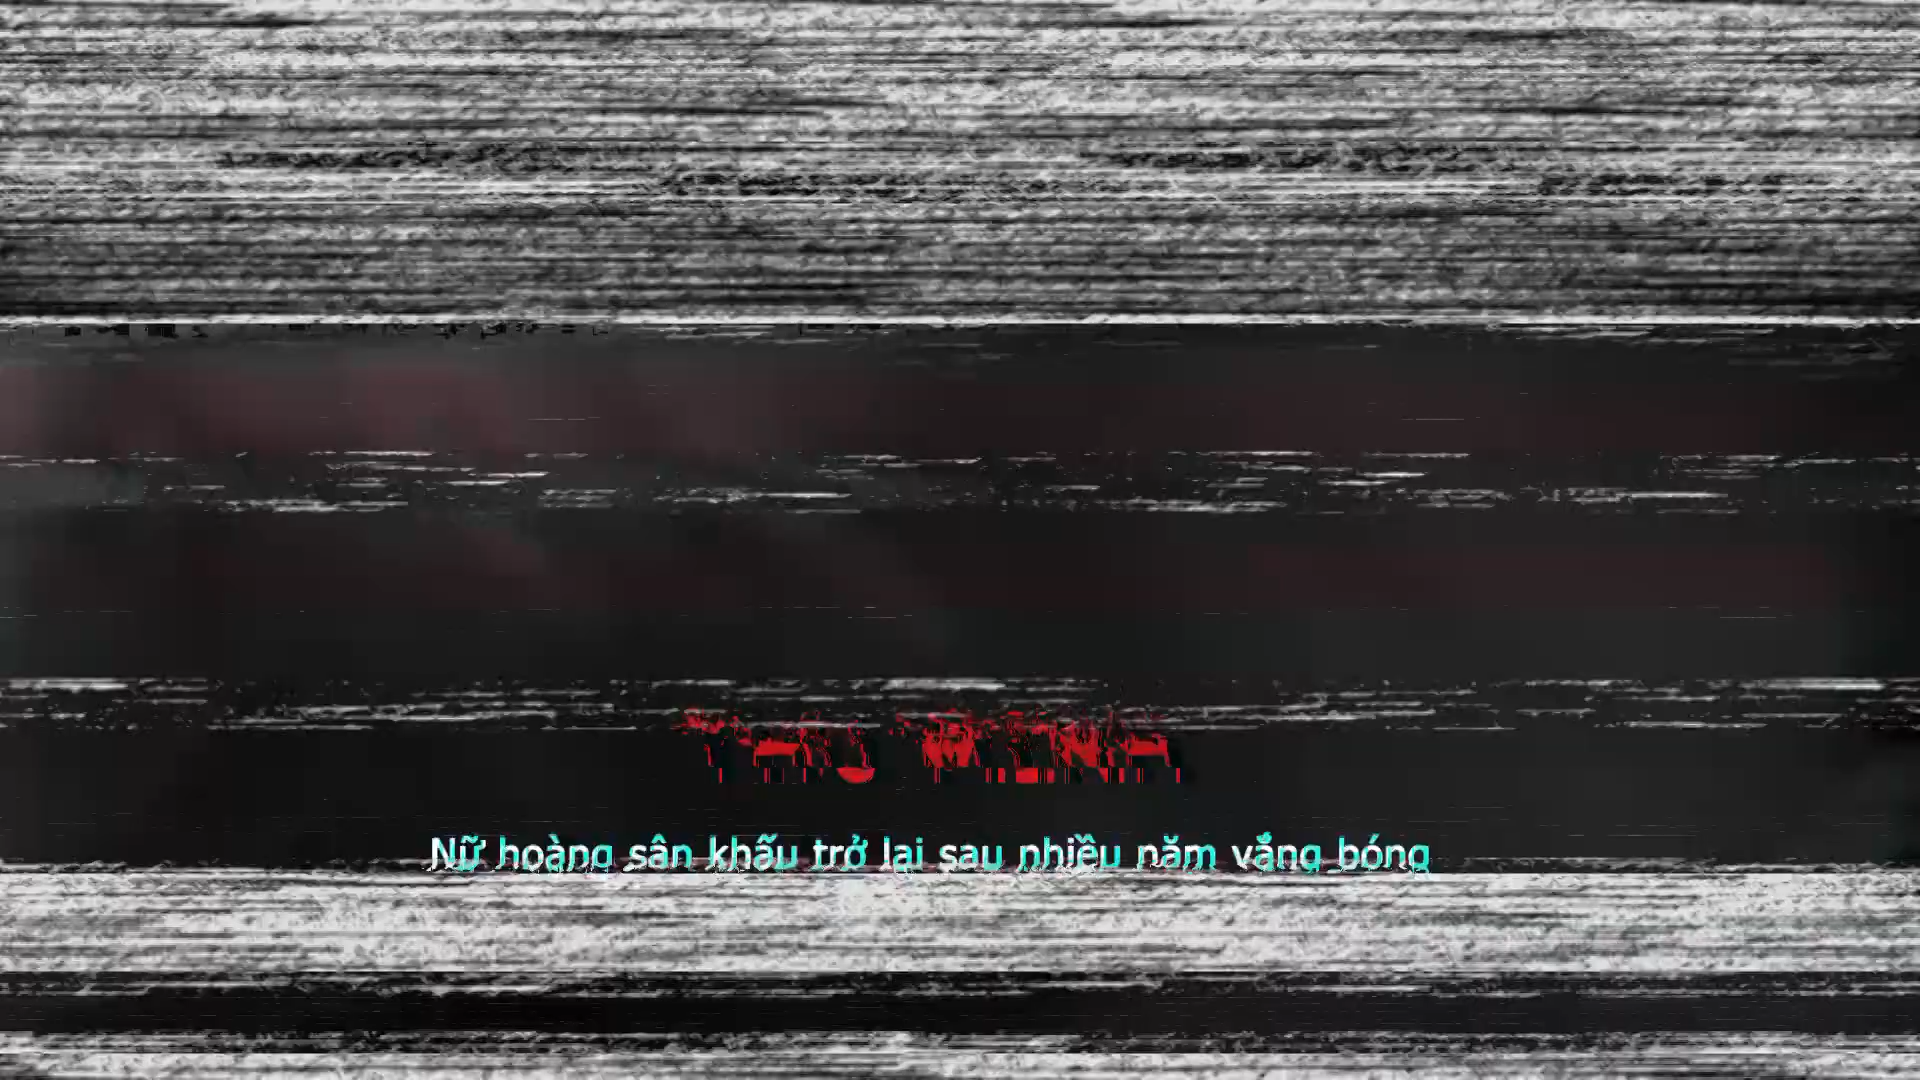 Nữ hoàng sân khấu trở lại sau nhiều năm vắng bóng